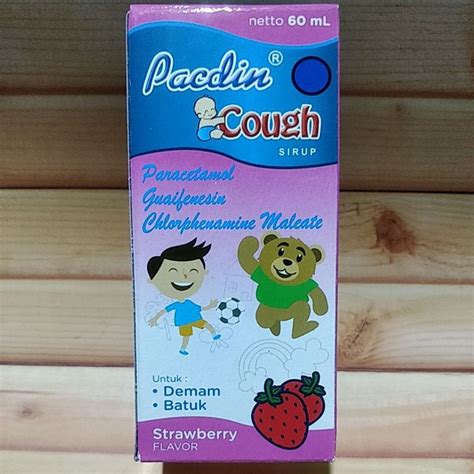 netto 60 mL
Pacdin®
Cough
SIRUP
Paracetamol
Guaifenesin
Chlorphenamine Maleate
Untuk :
• Demam
• Batuk
Strawberry
FLAVOR